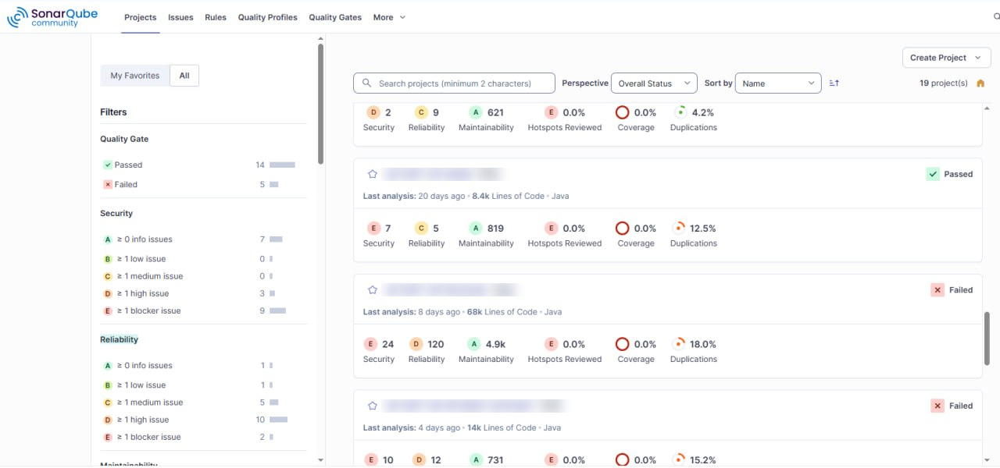 SonarQube community
Projects Issues Rules Quality Profiles Quality Gates More
My Favorites All
Filters
Quality Gate
Passed 14
Failed 5
Security
A ≥ 0 info issues 7
B ≥ 1 low issue 0
C ≥ 1 medium issue 0
D ≥ 1 high issue 3
E ≥ 1 blocker issue 9
Reliability
A ≥ 0 info issues 1
B ≥ 1 low issue 1
C ≥ 1 medium issue 5
D ≥ 1 high issue 10
E ≥ 1 blocker issue 2
Maintainability
Create Project
Search projects (minimum 2 characters) Perspective Overall Status Sort by Name 19 project(s)
D 2 C 9 A 621 E 0.0% 0.0% 4.2%
Security Reliability Maintainability Hotspots Reviewed Coverage Duplications
Passed
Last analysis: 20 days ago • 8.4k Lines of Code • Java
E 7 C 5 A 819 E 0.0% 0.0% 12.5%
Security Reliability Maintainability Hotspots Reviewed Coverage Duplications
Failed
Last analysis: 8 days ago • 68k Lines of Code • Java
E 24 D 120 A 4.9k E 0.0% 0.0% 18.0%
Security Reliability Maintainability Hotspots Reviewed Coverage Duplications
Failed
Last analysis: 4 days ago • 14k Lines of Code • Java
E 10 D 12 A 731 E 0.0% 0.0% 15.2%